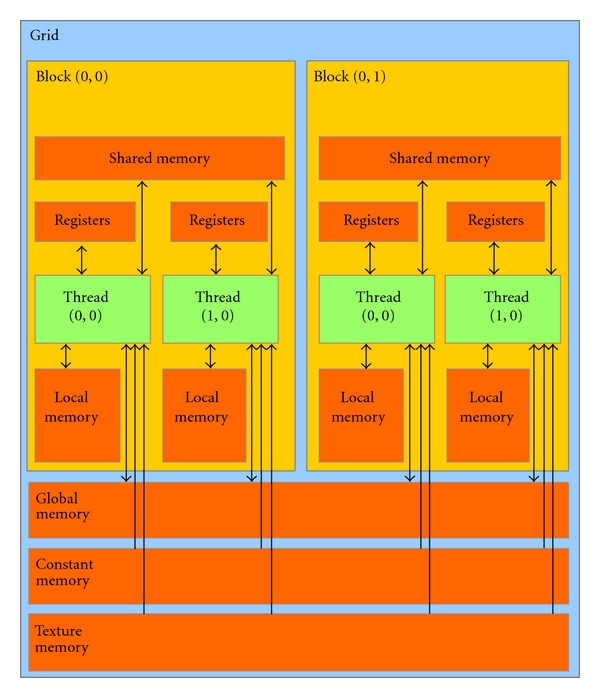 Grid
Block (0, 0)
Block (0, 1)
Shared memory
Shared memory
Registers
Registers
Registers
Registers
Thread
(0, 0)
Thread
(1, 0)
Thread
(0, 0)
Thread
(1, 0)
Local
memory
Local
memory
Local
memory
Local
memory
Global
memory
Constant
memory
Texture
memory